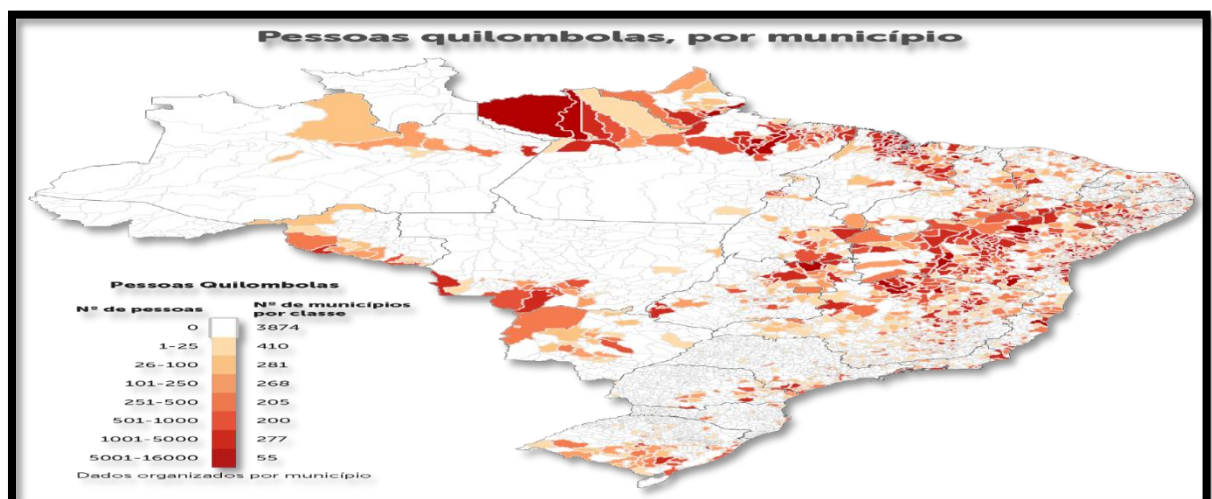 Pessoas quilombolas, por município
Pessoas Quilombolas
Nº de pessoas Nº de municípios por classe
0 3874
1-25 410
26-100 281
101-250 268
251-500 205
501-1000 200
1001-5000 277
5001-16000 55
Dados organizados por município